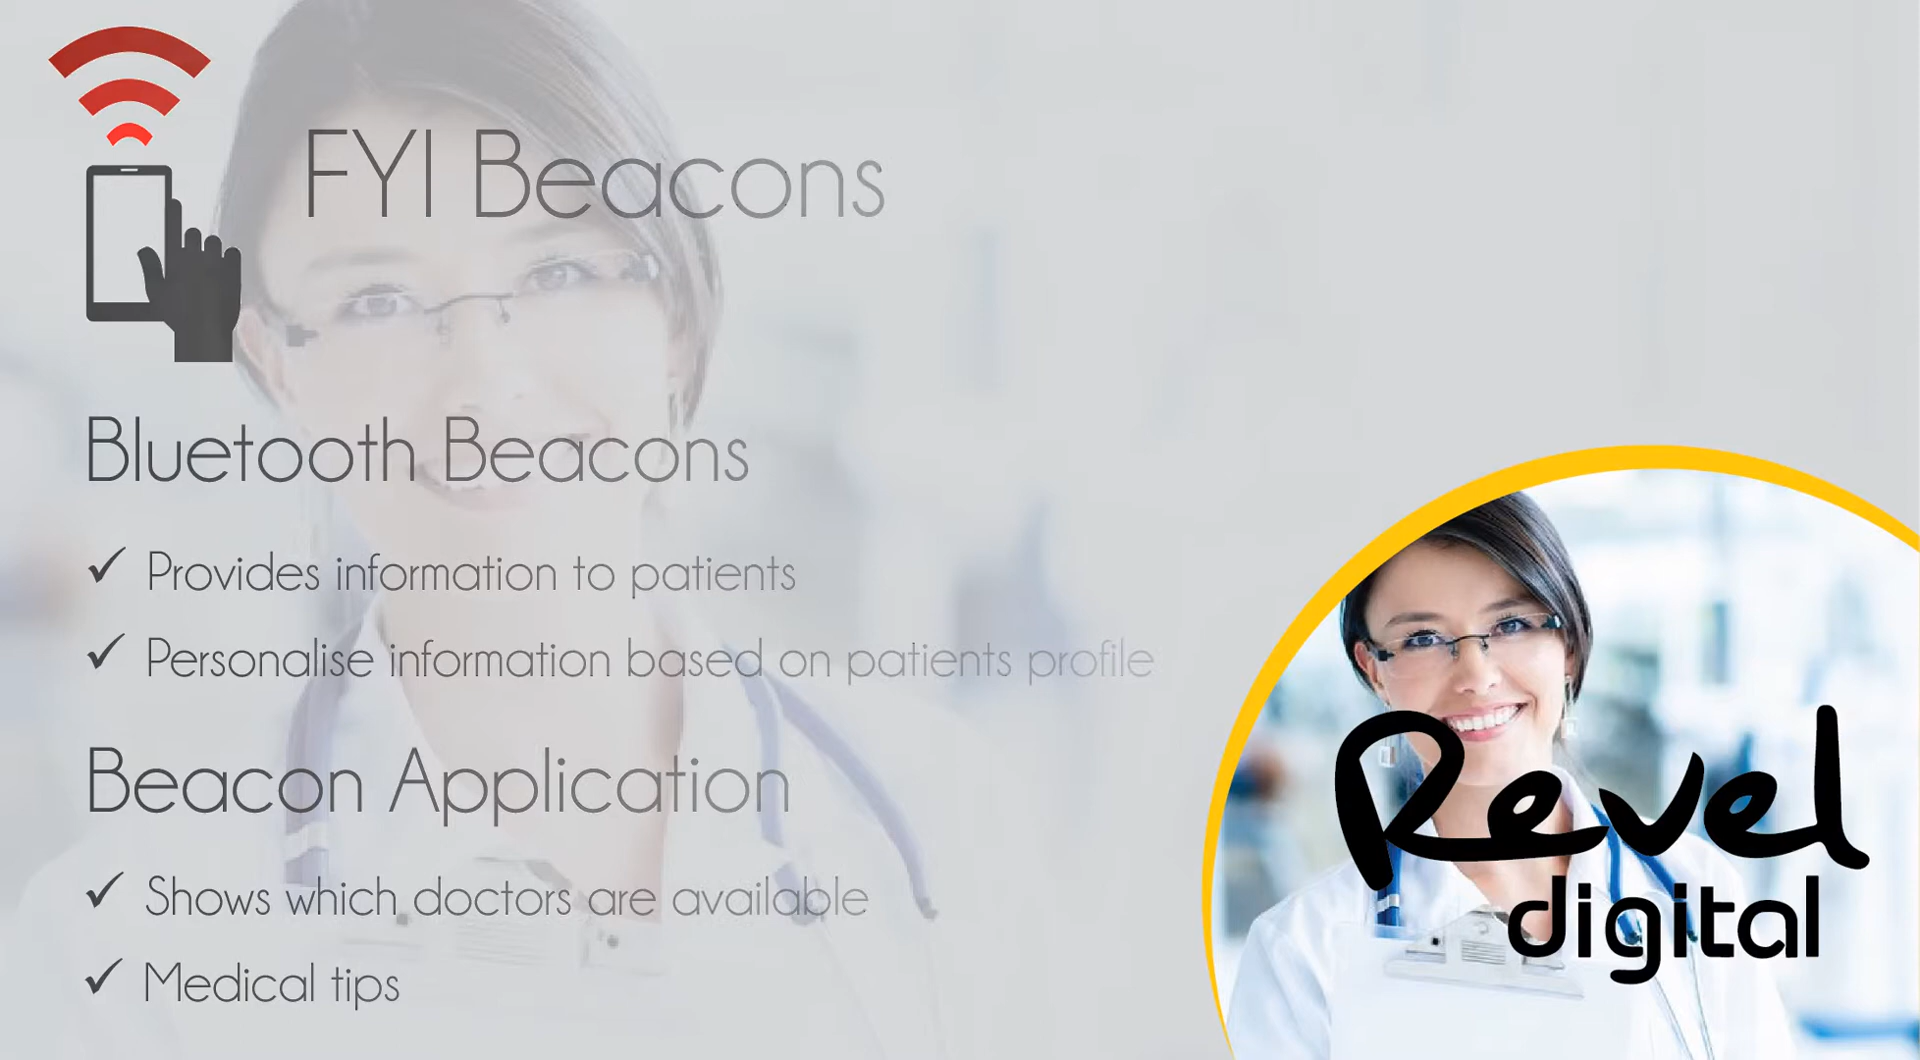 FYI Beacons
Bluetooth Beacons
✓ Provides information to patients
✓ Personalise information based on patients profile
Beacon Application
✓ Shows which doctors are available
✓ Medical tips
Revel
digital